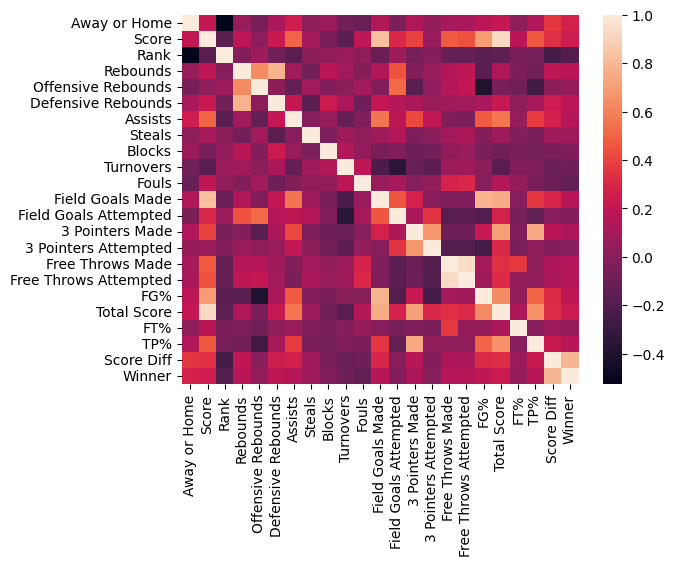 Away or Home
Score
Rank
Rebounds
Offensive Rebounds
Defensive Rebounds
Assists
Steals
Blocks
Turnovers
Fouls
Field Goals Made
Field Goals Attempted
3 Pointers Made
3 Pointers Attempted
Free Throws Made
Free Throws Attempted
FG%
Total Score
FT%
TP%
Score Diff
Winner
Away or Home
Score
Rank
Rebounds
Offensive Rebounds
Defensive Rebounds
Assists
Steals
Blocks
Turnovers
Fouls
Field Goals Made
Field Goals Attempted
3 Pointers Made
3 Pointers Attempted
Free Throws Made
Free Throws Attempted
FG%
Total Score
FT%
TP%
Score Diff
Winner
1.0
0.8
0.6
0.4
0.2
0.0
−0.2
−0.4